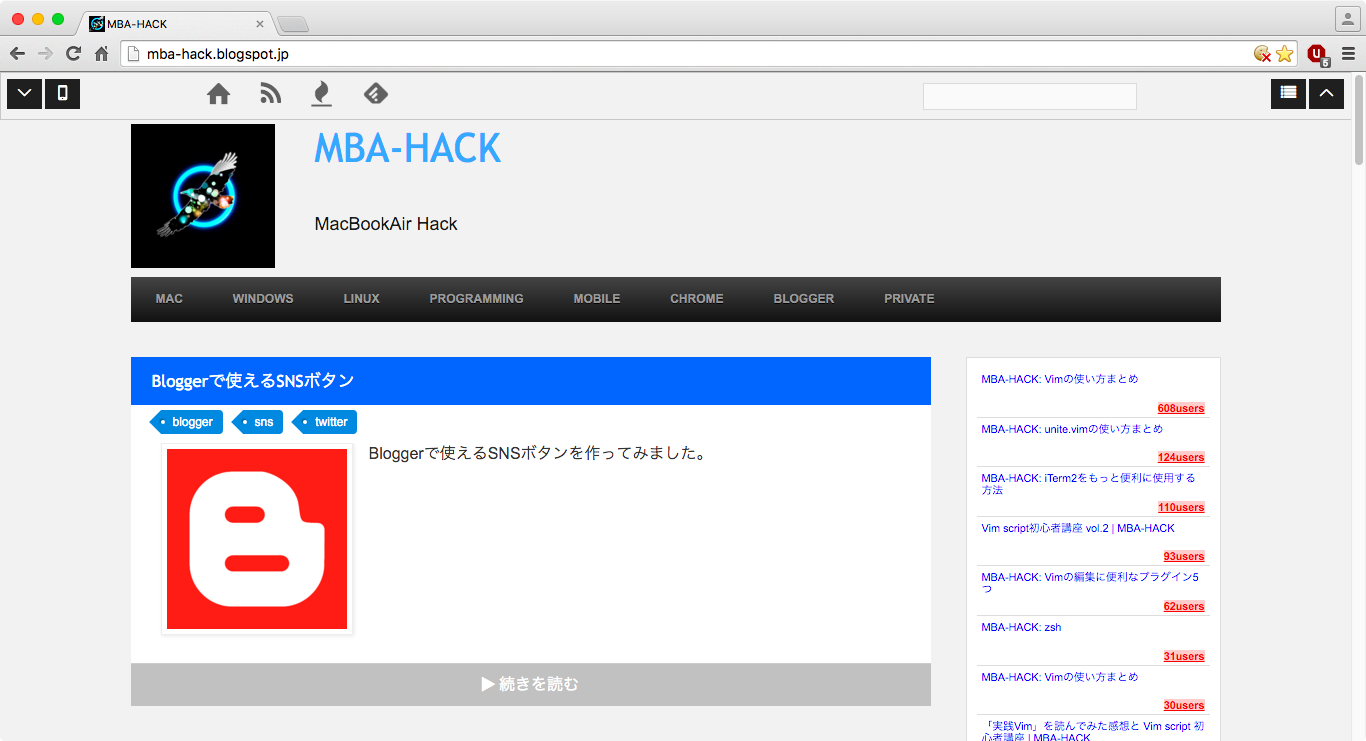 MBA-HACK
mba-hack.blogspot.jp
6
MBA-HACK
MacBookAir Hack
MAC WINDOWS LINUX PROGRAMMING MOBILE CHROME BLOGGER PRIVATE
Bloggerで使えるSNSボタン
blogger sns twitter
Bloggerで使えるSNSボタンを作ってみました。
▶ 続きを読む
MBA-HACK: Vimの使い方まとめ
608users
MBA-HACK: unite.vimの使い方まとめ
124users
MBA-HACK: iTerm2をもっと便利に使用する
方法
110users
Vim script初心者講座 vol.2 | MBA-HACK
93users
MBA-HACK: Vimの編集に便利なプラグイン5
つ
62users
MBA-HACK: zsh
31users
MBA-HACK: Vimの使い方まとめ
30users
「実践Vim」を読んでみた感想と Vim script 初
心者講座 | MBA-HACK